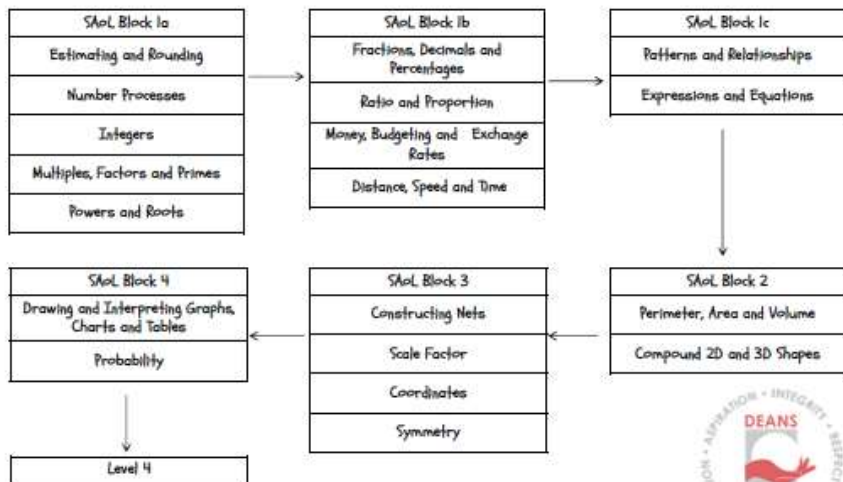 SAoL Block 1a
Estimating and Rounding
Number Processes
Integers
Multiples, Factors and Primes
Powers and Roots
SAoL Block 1b
Fractions, Decimals and
Percentages
Ratio and Proportion
Money, Budgeting and Exchange
Rates
Distance, Speed and Time
SAoL Block 1c
Patterns and Relationships
Expressions and Equations
SAoL Block 2
Perimeter, Area and Volume
Compound 2D and 3D Shapes
SAoL Block 3
Constructing Nets
Scale Factor
Coordinates
Symmetry
SAoL Block 4
Drawing and Interpreting Graphs,
Charts and Tables
Probability
Level 4
ASPIRATION • INTEGRITY •
DEANS